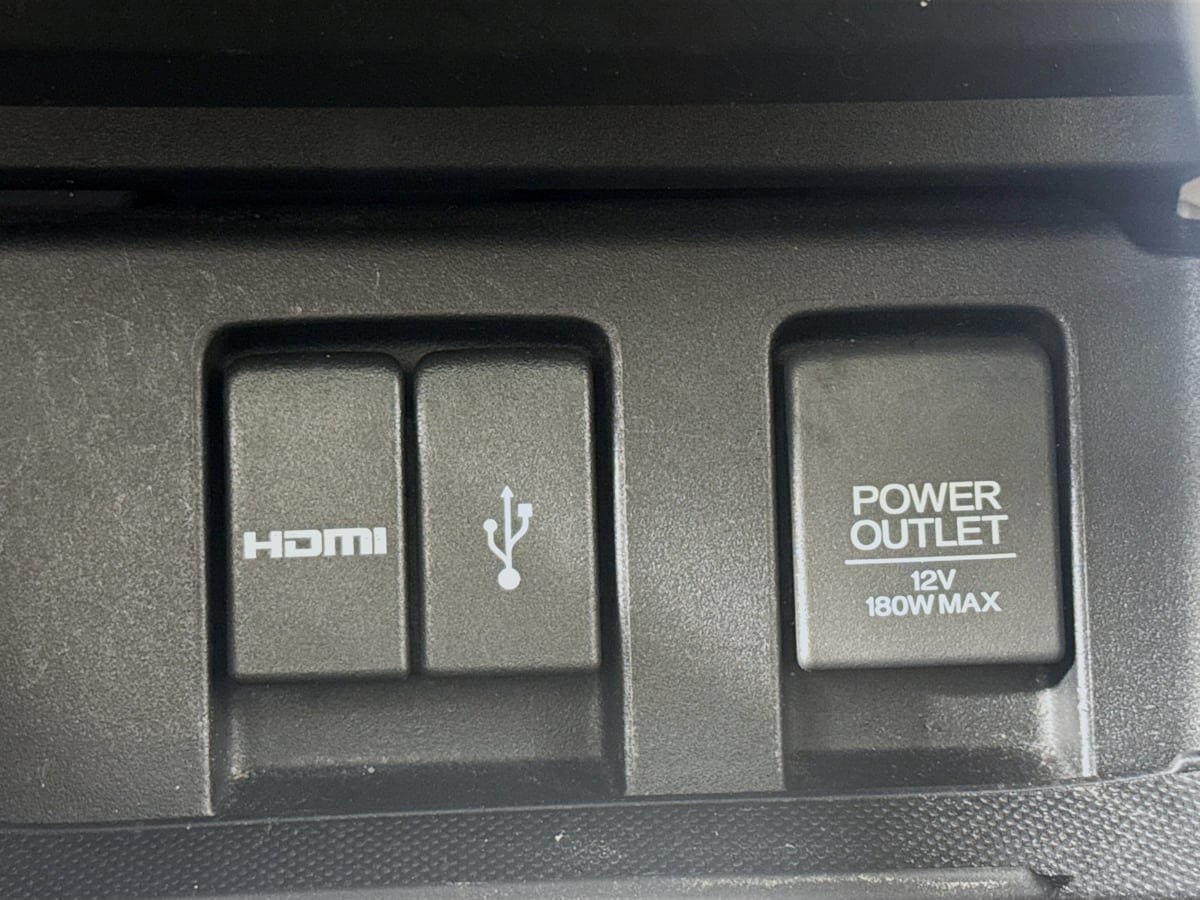 HDMI
POWER
OUTLET
12V
180W MAX